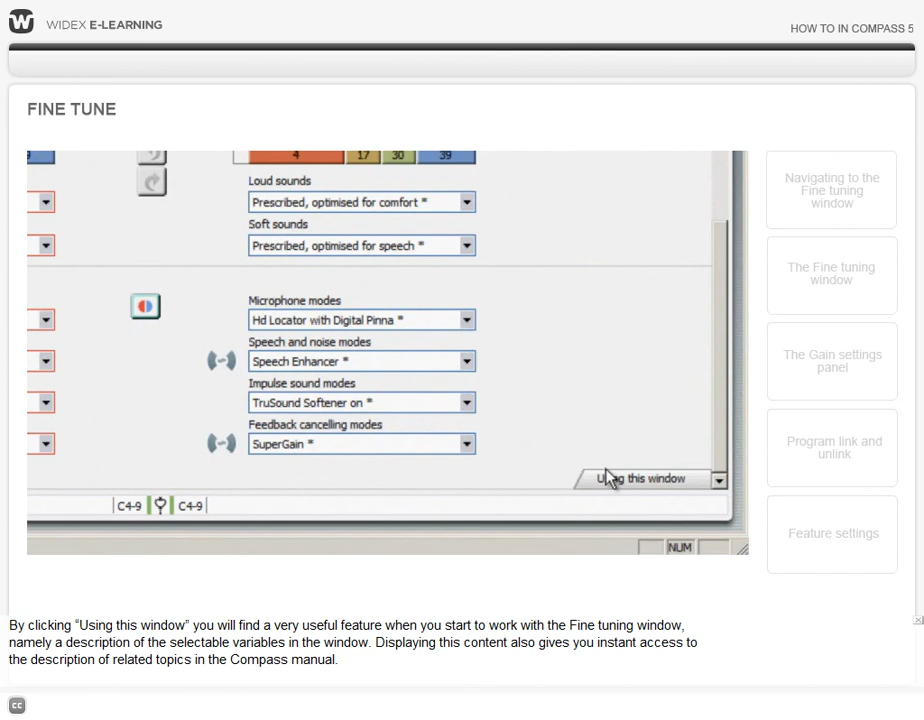 W WIDEX E-LEARNING
HOW TO IN COMPASS 5
FINE TUNE
4 17 30 39
Loud sounds
Prescribed, optimised for comfort *
Soft sounds
Prescribed, optimised for speech *
Microphone modes
Hd Locator with Digital Pinna *
Speech and noise modes
Speech Enhancer *
Impulse sound modes
TruSound Softener on *
Feedback cancelling modes
SuperGain *
Using this window
C4-9 C4-9
NUM
Navigating to the
Fine tuning
window
The Fine tuning
window
The Gain settings
panel
Program link and
unlink
Feature settings
By clicking “Using this window” you will find a very useful feature when you start to work with the Fine tuning window,
namely a description of the selectable variables in the window. Displaying this content also gives you instant access to
the description of related topics in the Compass manual.
cc